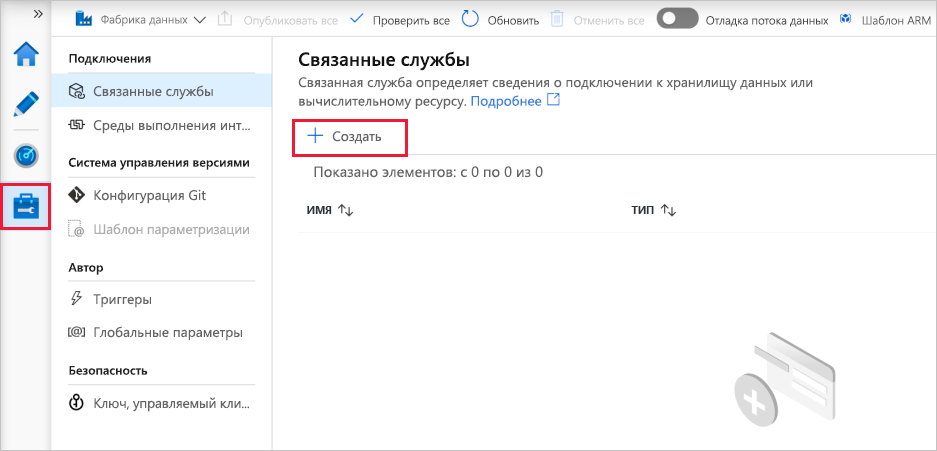 »
Фабрика данных
Опубликовать все
Проверить все
Обновить
Отменить все
Отладка потока данных
Шаблон ARM
Подключения
Связанные службы
Среды выполнения инт...
Система управления версиями
Конфигурация Git
Шаблон параметризации
Автор
Триггеры
Глобальные параметры
Безопасность
Ключ, управляемый кли...
Связанные службы
Связанная служба определяет сведения о подключении к хранилищу данных или
вычислительному ресурсу. Подробнее
Создать
Показано элементов: с 0 по 0 из 0
ИМЯ
ТИП